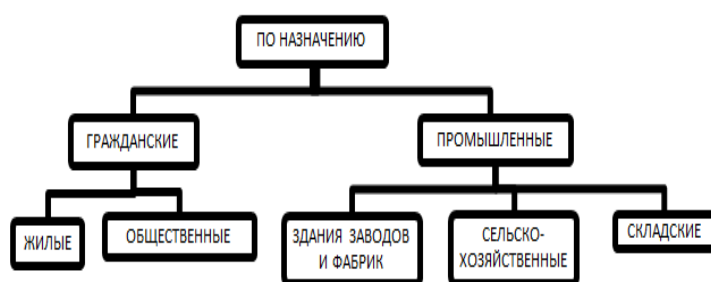 ПО НАЗНАЧЕНИЮ
ГРАЖДАНСКИЕ
ПРОМЫШЛЕННЫЕ
ЖИЛЫЕ
ОБЩЕСТВЕННЫЕ
ЗДАНИЯ ЗАВОДОВ
И ФАБРИК
СЕЛЬСКО-
ХОЗЯЙСТВЕННЫЕ
СКЛАДСКИЕ